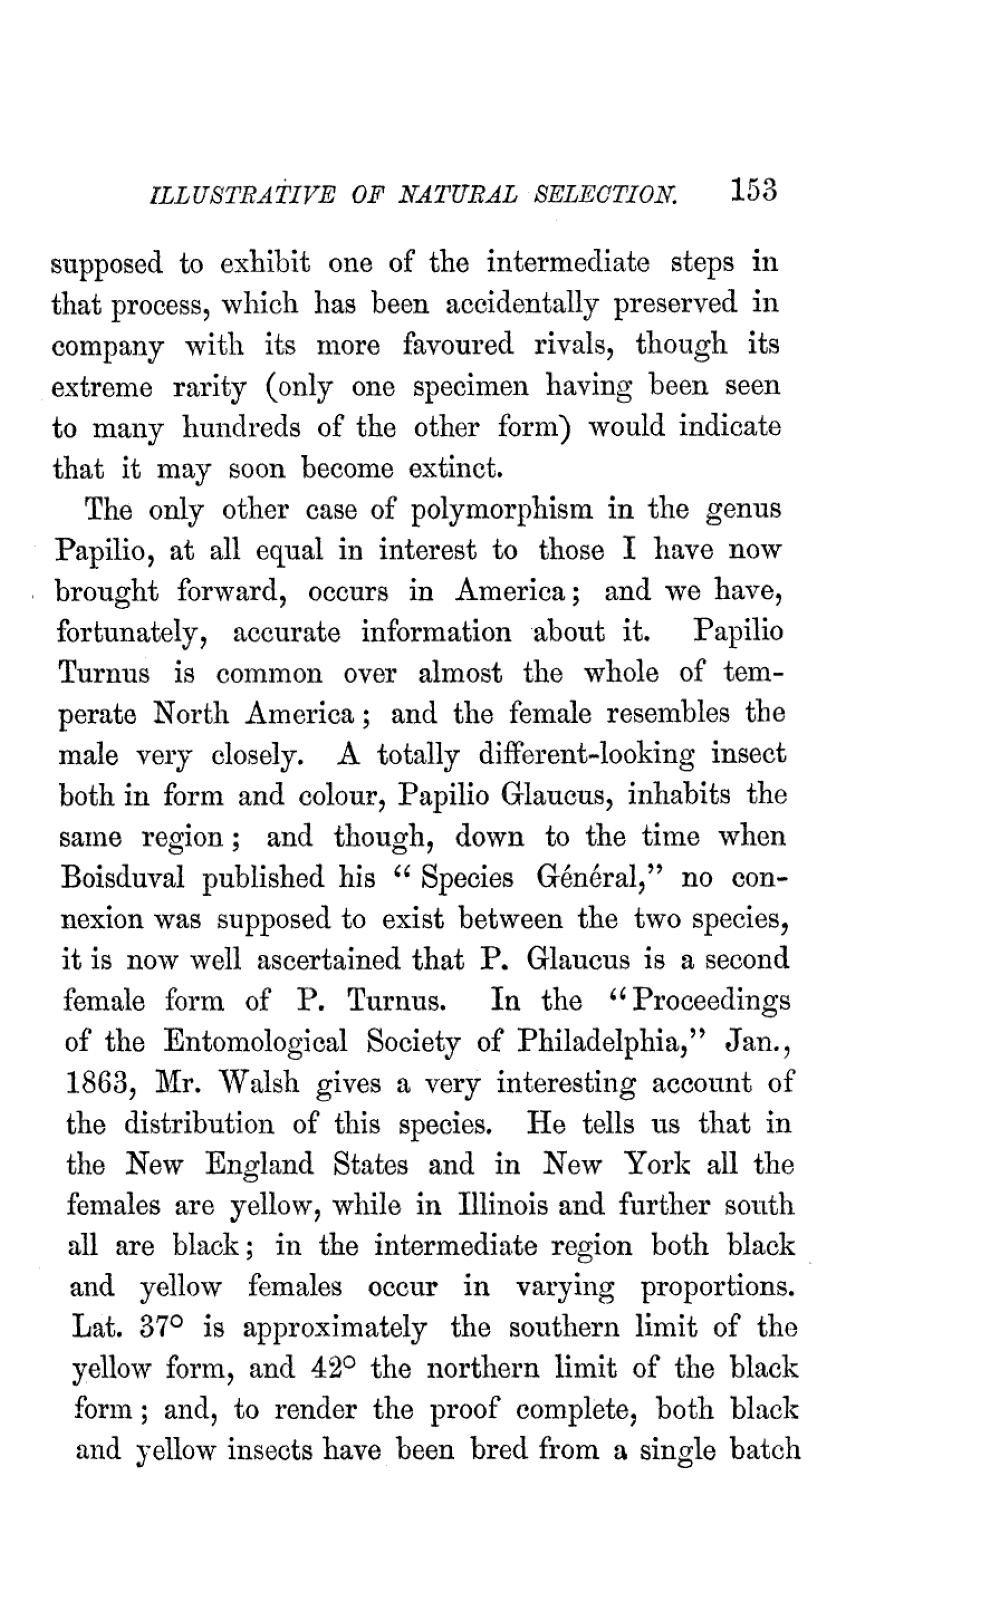 ILLUSTRATIVE OF NATURAL SELECTION. 153
supposed to exhibit one of the intermediate steps in
that process, which has been accidentally preserved in
company with its more favoured rivals, though its
extreme rarity (only one specimen having been seen
to many hundreds of the other form) would indicate
that it may soon become extinct.
The only other case of polymorphism in the genus
Papilio, at all equal in interest to those I have now
brought forward, occurs in America; and we have,
fortunately, accurate information about it. Papilio
Turnus is common over almost the whole of tem-
perate North America; and the female resembles the
male very closely. A totally different-looking insect
both in form and colour, Papilio Glaucus, inhabits the
same region; and though, down to the time when
Boisduval published his “Species Général,” no con-
nexion was supposed to exist between the two species,
it is now well ascertained that P. Glaucus is a second
female form of P. Turnus. In the “Proceedings
of the Entomological Society of Philadelphia,” Jan.,
1863, Mr. Walsh gives a very interesting account of
the distribution of this species. He tells us that in
the New England States and in New York all the
females are yellow, while in Illinois and further south
all are black; in the intermediate region both black
and yellow females occur in varying proportions.
Lat. 37° is approximately the southern limit of the
yellow form, and 42° the northern limit of the black
form; and, to render the proof complete, both black
and yellow insects have been bred from a single batch